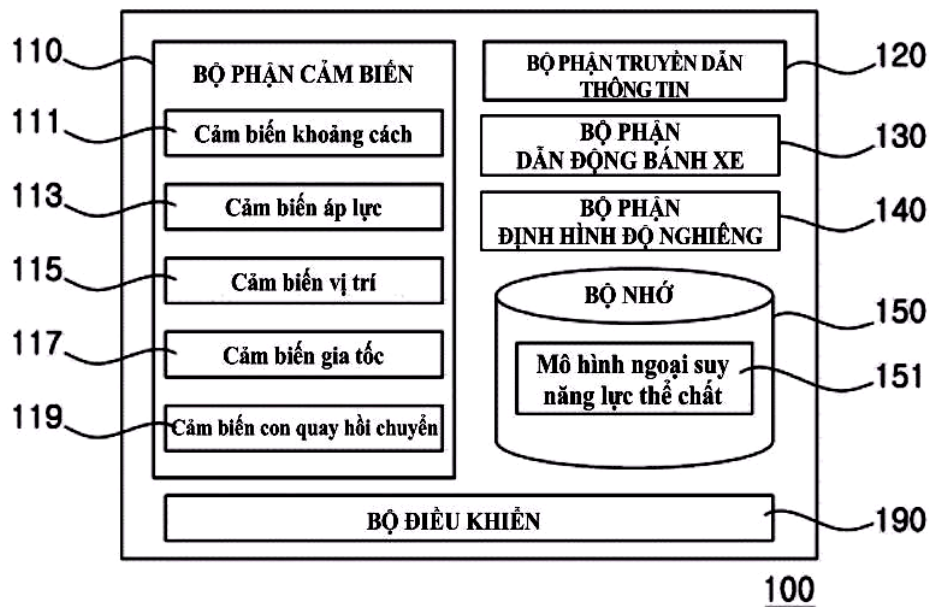 110
BỘ PHẬN CẢM BIẾN
111
Cảm biến khoảng cách
113
Cảm biến áp lực
115
Cảm biến vị trí
117
Cảm biến gia tốc
119
Cảm biến con quay hồi chuyển
BỘ PHẬN TRUYỀN DẪN
THÔNG TIN
120
BỘ PHẬN
DẪN ĐỘNG BÁNH XE
130
BỘ PHẬN
ĐỊNH HÌNH ĐỘ NGHIÊNG
140
BỘ NHỚ
150
Mô hình ngoại suy
năng lực thể chất
151
BỘ ĐIỀU KHIỂN
190
100